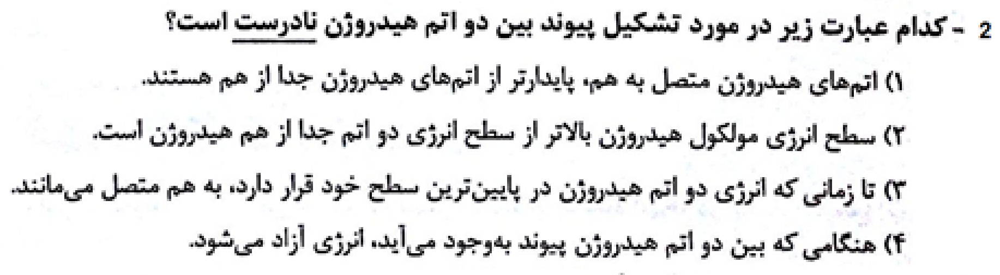 2 - کدام عبارت زیر در مورد تشکیل پیوند بین دو اتم هیدروژن نادرست است؟
۱) اتم‌های هیدروژن متصل به هم، پایدارتر از اتم‌های هیدروژن جدا از هم هستند.
۲) سطح انرژی مولکول هیدروژن بالاتر از سطح انرژی دو اتم جدا از هم هیدروژن است.
۳) تا زمانی که انرژی دو اتم هیدروژن در پایین‌ترین سطح خود قرار دارد، به هم متصل می‌مانند.
۴) هنگامی که بین دو اتم هیدروژن پیوند به‌وجود می‌آید، انرژی آزاد می‌شود.